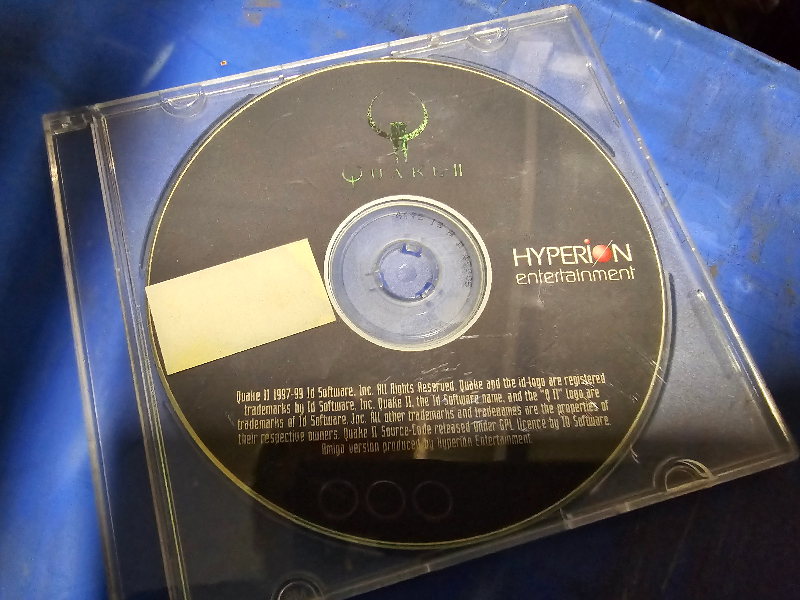 QUAKE II
HYPERION
entertainment
Quake II 1997-99 Id Software, Inc. All Rights Reserved. Quake and the id-logo are registered
trademarks by Id Software, Inc. Quake II, the Id Software name, and the "Q II" Logo are
trademarks of Id Software, Inc. All other trademarks and tradenames are the properties of
their respective owners. Quake II Source-Code released under GPL Licence by ID Software.
Amiga version produced by Hyperion Entertainment.